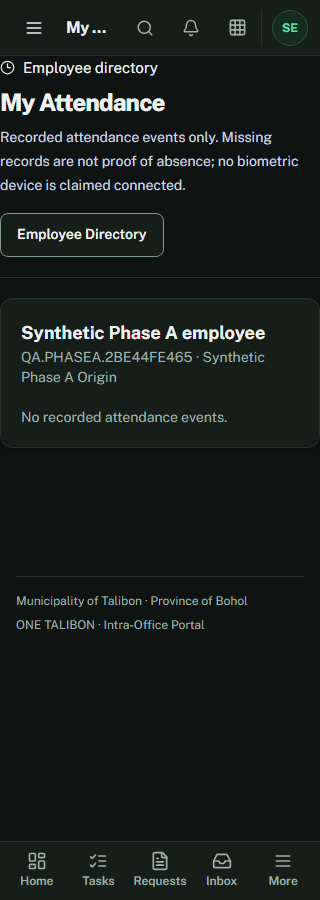 My ...
SE
Employee directory
My Attendance
Recorded attendance events only. Missing
records are not proof of absence; no biometric
device is claimed connected.
Employee Directory
Synthetic Phase A employee
QA.PHASEA.2BE44FE465 · Synthetic
Phase A Origin
No recorded attendance events.
Municipality of Talibon · Province of Bohol
ONE TALIBON · Intra-Office Portal
Home Tasks Requests Inbox More